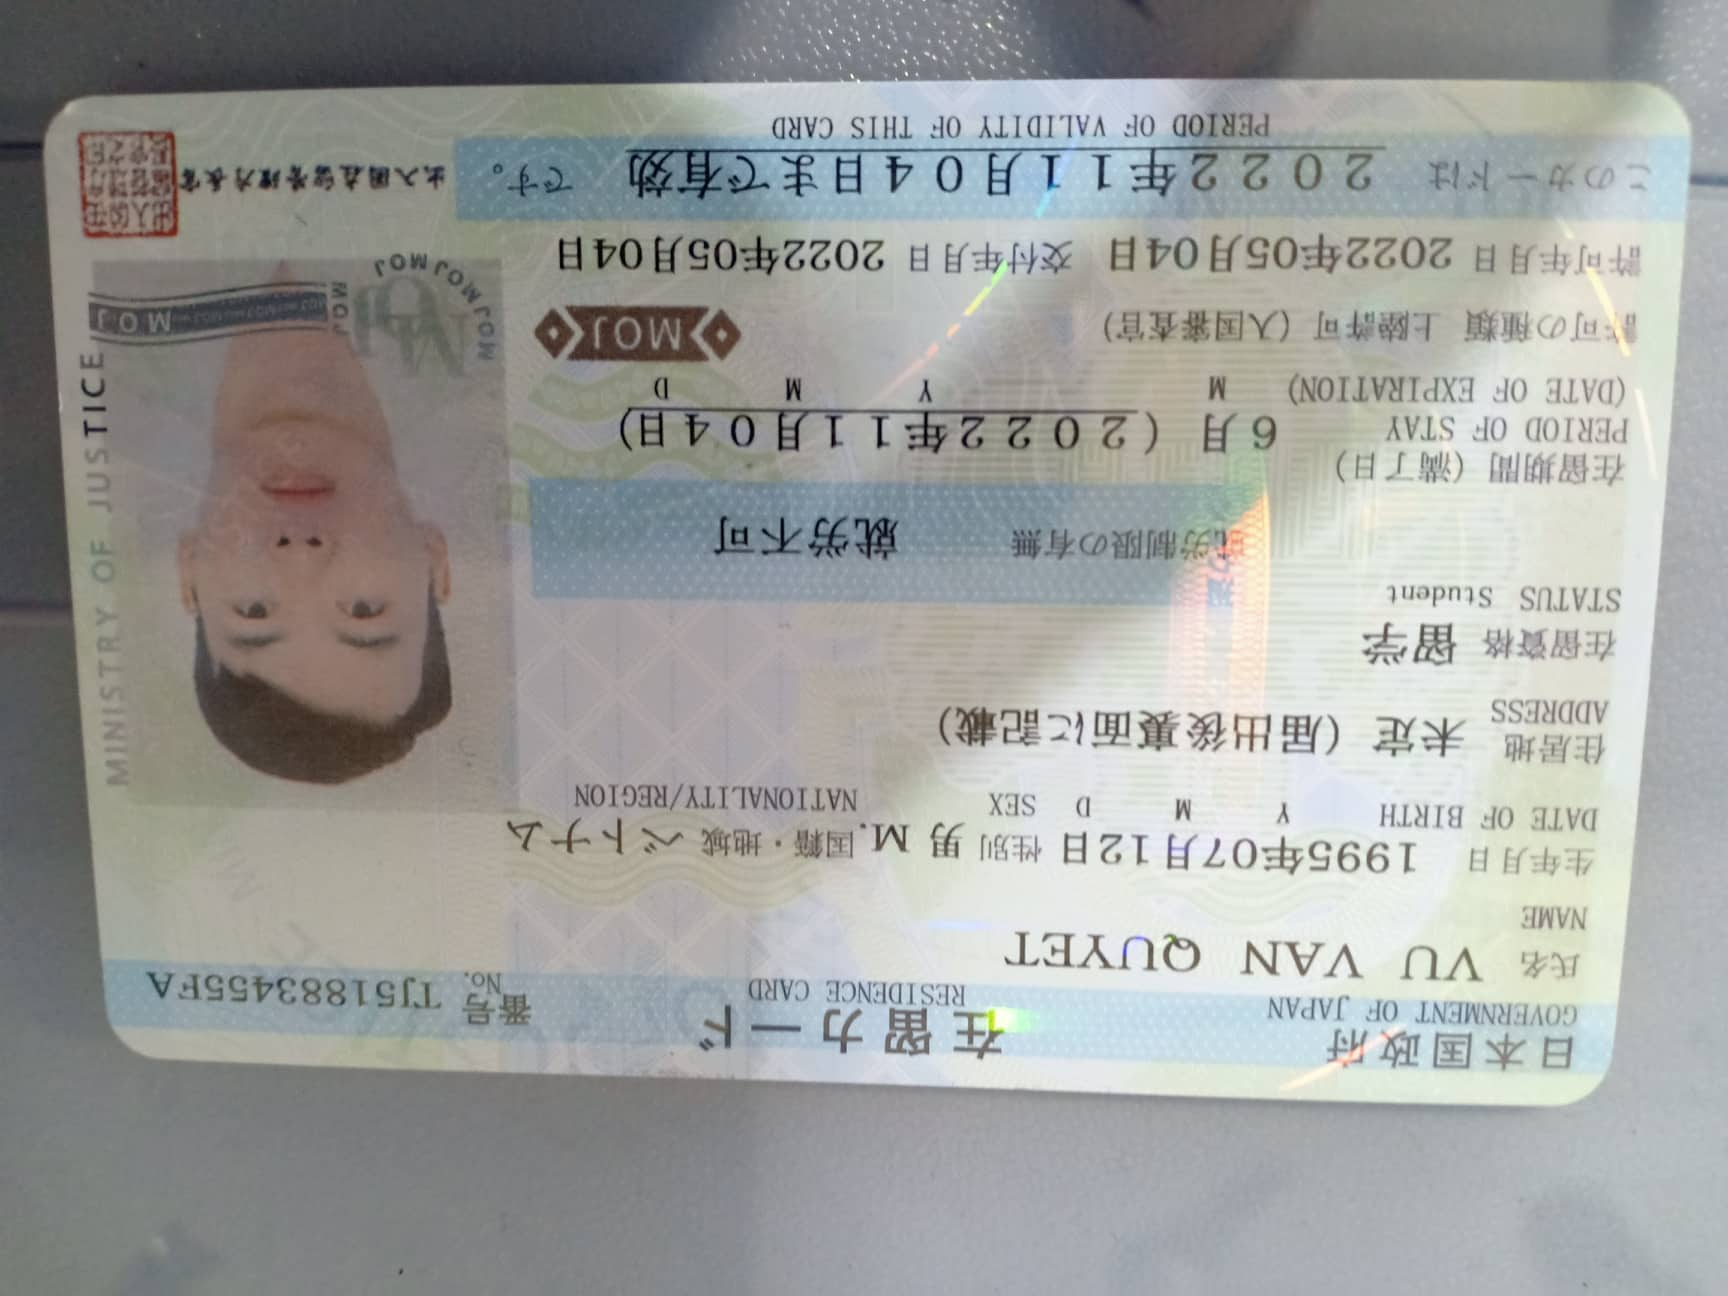 日本国政府 在留カード 番号 TJ51883455FA
GOVERNMENT OF JAPAN RESIDENCE CARD No.
氏名 VU VAN QUYET
NAME
生年月日 1995年07月12日 性別 男 M. 国籍・地域 ベトナム
DATE OF BIRTH Y M D SEX NATIONALITY/REGION
住居地 未定 (届出後裏面に記載)
ADDRESS
在留資格 留学
STATUS Student
就労制限の有無 就労不可
在留期間 (満了日)
PERIOD OF STAY 6月 (2022年11月04日)
(DATE OF EXPIRATION) M Y M D
許可の種類 上陸許可 (入国審査官)
MOJ
許可年月日 2022年05月04日 交付年月日 2022年05月04日
このカードは 2022年11月04日まで有効 です。
PERIOD OF VALIDITY OF THIS CARD
出入国在留管理庁長官
MINISTRY OF JUSTICE
MOJ
MOJ MOJ MOJ MOJ